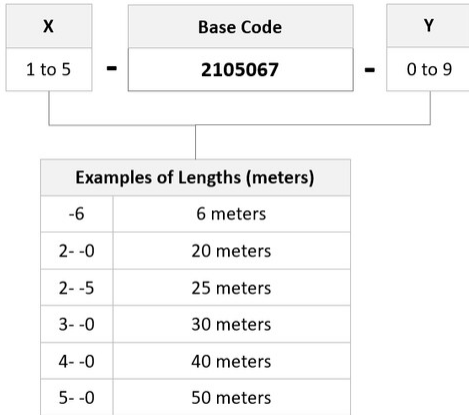 X Base Code Y
1 to 5 - 2105067 - 0 to 9
Examples of Lengths (meters)
-6 6 meters
2- -0 20 meters
2- -5 25 meters
3- -0 30 meters
4- -0 40 meters
5- -0 50 meters